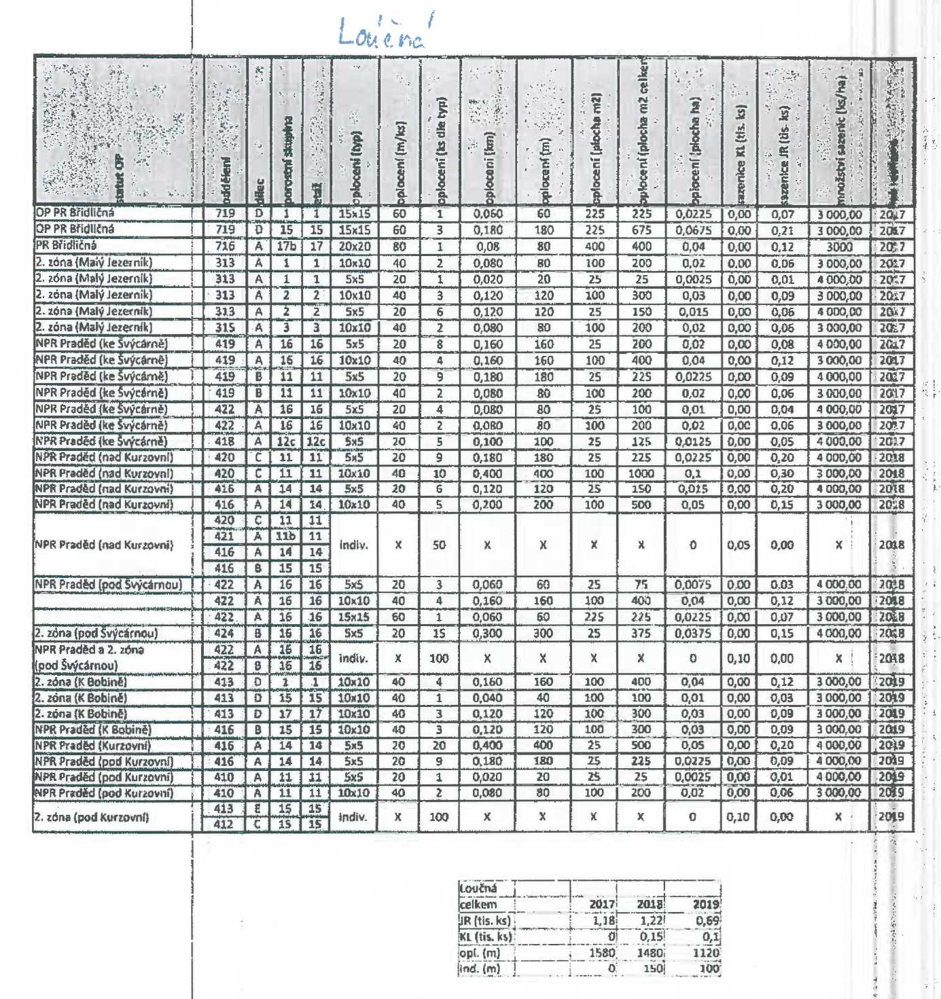 Loučná
statut OP oddělení dílec porostní skupina etáž oplocení (typ) oplocení (m/ks) oplocení (ks dle typ) oplocení (km) oplocení (m) oplocení (plocha m2) oplocení (plocha m2 celkem oplocení (plocha ha) sazenice KL (tis. ks) sazenice JR (tis. ks) množství sazenic (ks/ha)
OP PR Břidličná 719 D 1 1 15x15 60 1 0,060 60 225 225 0,0225 0,00 0,07 3 000,00 2017
OP PR Břidličná 719 D 15 15 15x15 60 3 0,180 180 225 675 0,0675 0,00 0,21 3 000,00 2017
PR Břidličná 716 A 17b 17 20x20 80 1 0,08 80 400 400 0,04 0,00 0,12 3000 2017
2. zóna (Malý Jezerník) 313 A 1 1 10x10 40 2 0,080 80 100 200 0,02 0,00 0,06 3 000,00 2017
2. zóna (Malý Jezerník) 313 A 1 1 5x5 20 1 0,020 20 25 25 0,0025 0,00 0,01 4 000,00 2017
2. zóna (Malý Jezerník) 313 A 2 2 10x10 40 3 0,120 120 100 300 0,03 0,00 0,09 3 000,00 2017
2. zóna (Malý Jezerník) 313 A 2 2 5x5 20 6 0,120 120 25 150 0,015 0,00 0,06 4 000,00 2017
2. zóna (Malý Jezerník) 315 A 3 3 10x10 40 2 0,080 80 100 200 0,02 0,00 0,06 3 000,00 2017
NPR Praděd (ke Švýcárně) 419 A 16 16 5x5 20 8 0,160 160 25 200 0,02 0,00 0,08 4 000,00 2017
NPR Praděd (ke Švýcárně) 419 A 16 16 10x10 40 4 0,160 160 100 400 0,04 0,00 0,12 3 000,00 2017
NPR Praděd (ke Švýcárně) 419 B 11 11 5x5 20 9 0,180 180 25 225 0,0225 0,00 0,09 4 000,00 2017
NPR Praděd (ke Švýcárně) 419 B 11 11 10x10 40 2 0,080 80 100 200 0,02 0,00 0,06 3 000,00 2017
NPR Praděd (ke Švýcárně) 422 A 16 16 5x5 20 4 0,080 80 25 100 0,01 0,00 0,04 4 000,00 2017
NPR Praděd (ke Švýcárně) 422 A 16 16 10x10 40 2 0,080 80 100 200 0,02 0,00 0,06 3 000,00 2017
NPR Praděd (ke Švýcárně) 418 A 12c 12c 5x5 20 5 0,100 100 25 125 0,0125 0,00 0,05 4 000,00 2017
NPR Praděd (nad Kurzovní) 420 C 11 11 5x5 20 9 0,180 180 25 225 0,0225 0,00 0,20 4 000,00 2018
NPR Praděd (nad Kurzovní) 420 C 11 11 10x10 40 10 0,400 400 100 1000 0,1 0,00 0,30 3 000,00 2018
NPR Praděd (nad Kurzovní) 416 A 14 14 5x5 20 6 0,120 120 25 150 0,015 0,00 0,20 4 000,00 2018
NPR Praděd (nad Kurzovní) 416 A 14 14 10x10 40 5 0,200 200 100 500 0,05 0,00 0,15 3 000,00 2018
420 C 11 11
421 A 11b 11
NPR Praděd (nad Kurzovní) indiv. X 50 X X X X 0 0,05 0,00 X 2018
416 A 14 14
416 B 15 15
NPR Praděd (pod Švýcárnou) 422 A 16 16 5x5 20 3 0,060 60 25 75 0,0075 0,00 0,03 4 000,00 2018
422 A 16 16 10x10 40 4 0,160 160 100 400 0,04 0,00 0,12 3 000,00 2018
422 A 16 16 15x15 60 1 0,060 60 225 225 0,0225 0,00 0,07 3 000,00 2018
2. zóna (pod Švýcárnou) 424 B 16 16 5x5 20 15 0,300 300 25 375 0,0375 0,00 0,15 4 000,00 2018
NPR Praděd a 2. zóna 422 A 16 16
indiv. X 100 X X X X 0 0,10 0,00 X 2018
(pod Švýcárnou) 422 B 16 16
2. zóna (K Bobině) 413 D 1 1 10x10 40 4 0,160 160 100 400 0,04 0,00 0,12 3 000,00 2019
2. zóna (K Bobině) 413 D 15 15 10x10 40 1 0,040 40 100 100 0,01 0,00 0,03 3 000,00 2019
2. zóna (K Bobině) 413 D 17 17 10x10 40 3 0,120 120 100 300 0,03 0,00 0,09 3 000,00 2019
NPR Praděd (K Bobině) 416 B 15 15 10x10 40 3 0,120 120 100 300 0,03 0,00 0,09 3 000,00 2019
NPR Praděd (Kurzovní) 416 A 14 14 5x5 20 20 0,400 400 25 500 0,05 0,00 0,20 4 000,00 2019
NPR Praděd (pod Kurzovní) 416 A 14 14 5x5 20 9 0,180 180 25 225 0,0225 0,00 0,09 4 000,00 2019
NPR Praděd (pod Kurzovní) 410 A 11 11 5x5 20 1 0,020 20 25 25 0,0025 0,00 0,01 4 000,00 2019
NPR Praděd (pod Kurzovní) 410 A 11 11 10x10 40 2 0,080 80 100 200 0,02 0,00 0,06 3 000,00 2019
413 E 15 15
2. zóna (pod Kurzovní) indiv. X 100 X X X X 0 0,10 0,00 X 2019
412 C 15 15
Loučná
celkem 2017 2018 2019
JR (tis. ks) 1,18 1,22 0,69
KL (tis. ks) 0 0,15 0,1
opl. (m) 1580 1480 1120
ind. (m) 0 150 100